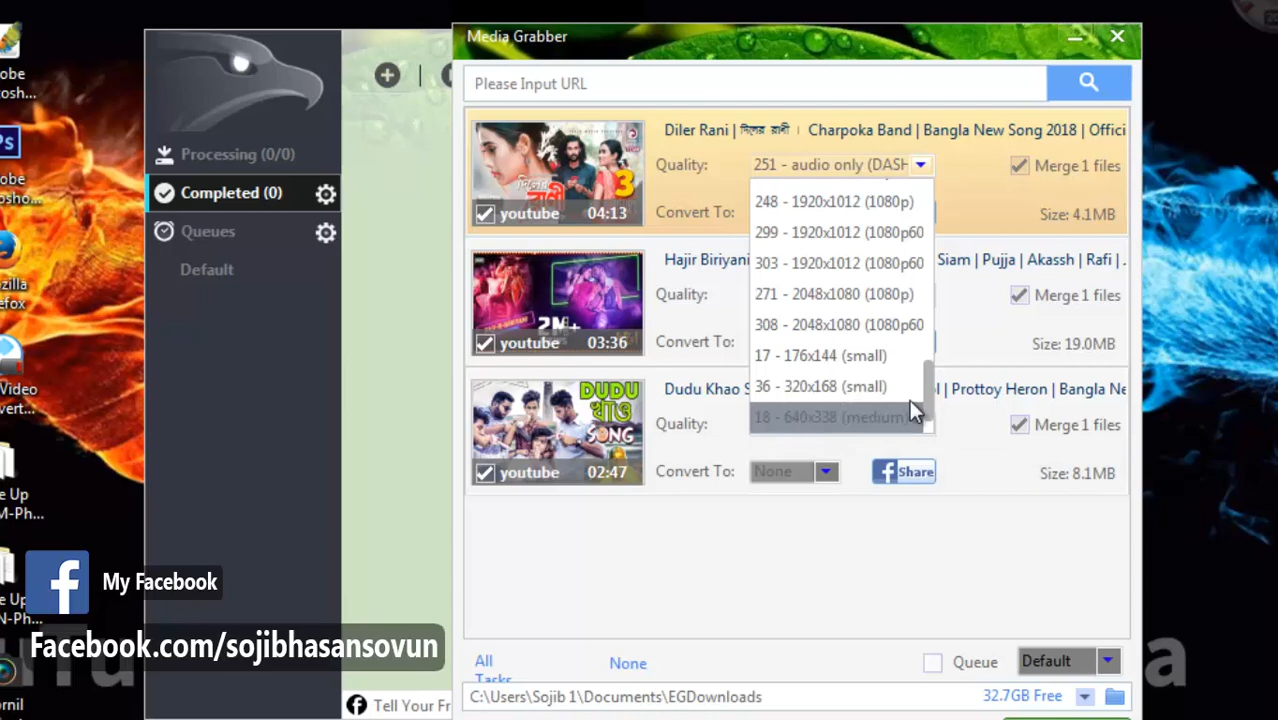 Media Grabber
Please Input URL
Processing (0/0)
Completed (0)
Queues
Default
Diler Rani | দিলের রাণী । Charpoka Band | Bangla New Song 2018 | Offici
Quality: 251 - audio only (DASH
Merge 1 files
Convert To:
Size: 4.1MB
youtube 04:13
দিলের রাণী
3
248 - 1920x1012 (1080p)
299 - 1920x1012 (1080p60
303 - 1920x1012 (1080p60
271 - 2048x1080 (1080p)
308 - 2048x1080 (1080p60
17 - 176x144 (small)
36 - 320x168 (small)
18 - 640x338 (medium)
Hajir Biriyani
Siam | Pujja | Akassh | Rafi | .
Quality:
Merge 1 files
2M+
Convert To:
Size: 19.0MB
youtube 03:36
Dudu Khao S
| Prottoy Heron | Bangla Ne
DUDU
খাও
SONG
Quality:
Merge 1 files
youtube 02:47
Convert To: None
Share
Size: 8.1MB
All Tasks
None
Queue
Default
C:\Users\Sojib 1\Documents\EGDownloads
32.7GB Free
Tell Your Fr
My Facebook
Facebook.com/sojibhasansovun
obe
tosh...
Ps
obe
tosh...
zilla
efox
Video
vert...
e Up
M-Ph...
e Up
N-Ph...
ornil